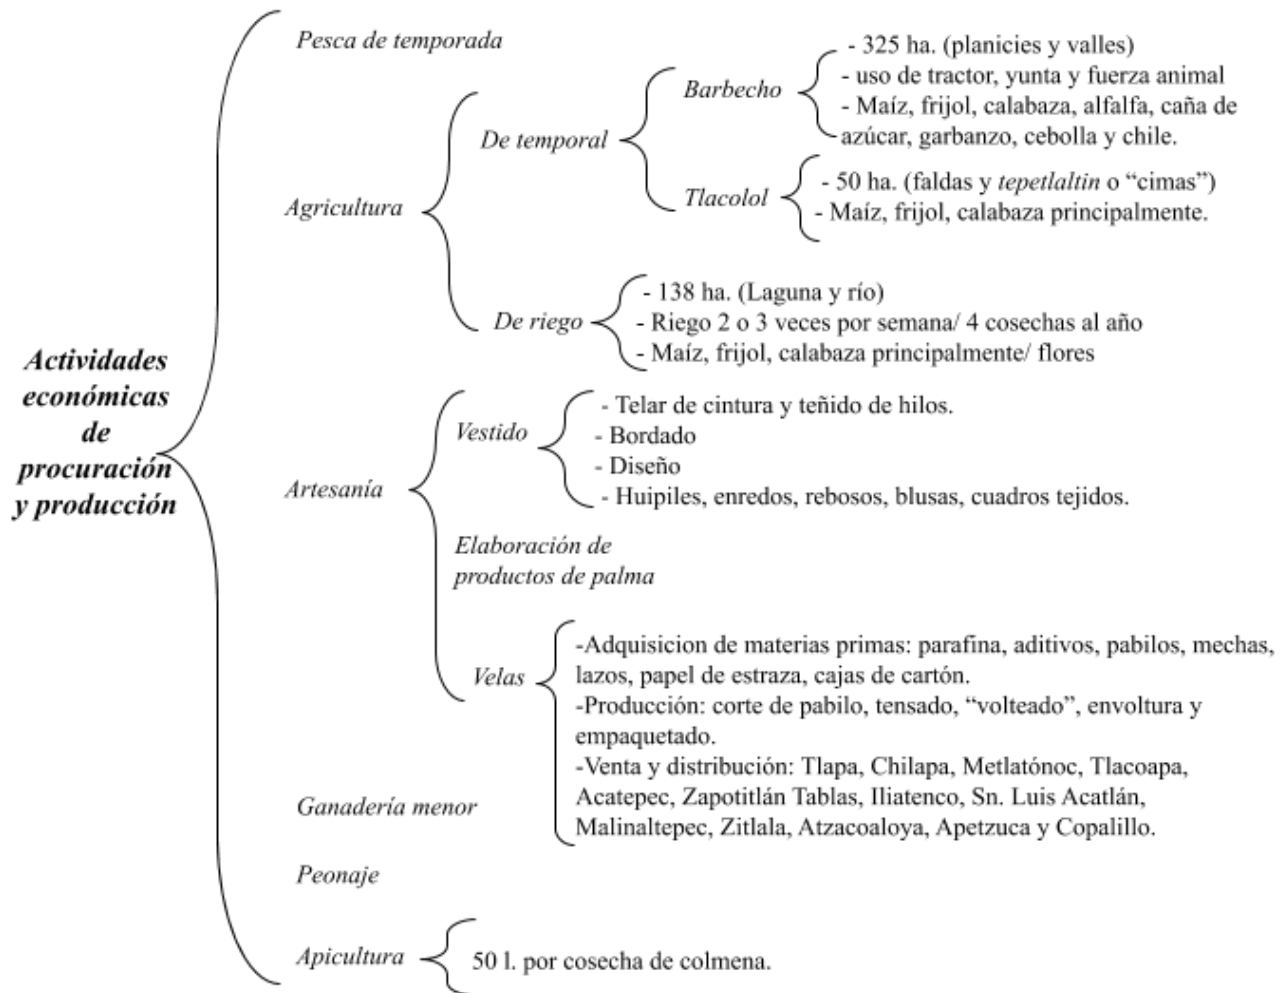 Actividades
económicas
de
procuración
y producción
Pesca de temporada
Agricultura
De temporal
Barbecho
- 325 ha. (planicies y valles)
- uso de tractor, yunta y fuerza animal
- Maíz, frijol, calabaza, alfalfa, caña de
azúcar, garbanzo, cebolla y chile.
Tlacolol
- 50 ha. (faldas y tepetlaltin o “cimas”)
- Maíz, frijol, calabaza principalmente.
De riego
- 138 ha. (Laguna y río)
- Riego 2 o 3 veces por semana/ 4 cosechas al año
- Maíz, frijol, calabaza principalmente/ flores
Artesanía
Vestido
- Telar de cintura y teñido de hilos.
- Bordado
- Diseño
- Huipiles, enredos, rebosos, blusas, cuadros tejidos.
Elaboración de
productos de palma
Velas
-Adquisicion de materias primas: parafina, aditivos, pabilos, mechas,
lazos, papel de estraza, cajas de cartón.
-Producción: corte de pabilo, tensado, “volteado”, envoltura y
empaquetado.
-Venta y distribución: Tlapa, Chilapa, Metlatónoc, Tlacoapa,
Acatepec, Zapotitlán Tablas, Iliatenco, Sn. Luis Acatlán,
Malinaltepec, Zitlala, Atzacoaloya, Apetzuca y Copalillo.
Ganadería menor
Peonaje
Apicultura
50 l. por cosecha de colmena.